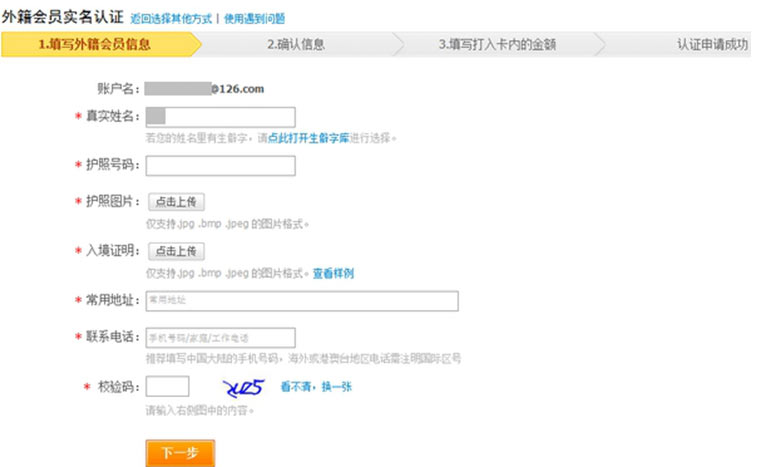 外籍会员实名认证 返回选择其他方式 | 使用遇到问题
1.填写外籍会员信息 2.确认信息 3.填写打入卡内的金额 认证申请成功
账户名: @126.com
* 真实姓名:
若您的姓名里有生僻字，请点此打开生僻字库进行选择。
* 护照号码:
* 护照图片: 点击上传
仅支持.jpg .bmp .jpeg 的图片格式。
* 入境证明: 点击上传
仅支持.jpg .bmp .jpeg 的图片格式。查看样例
* 常用地址: 常用地址
* 联系电话: 手机号码/家庭/工作电话
推荐填写中国大陆的手机号码，海外或港澳台地区电话需注明国际区号
* 校验码: 看不清，换一张
请输入右侧图中的内容。
下一步